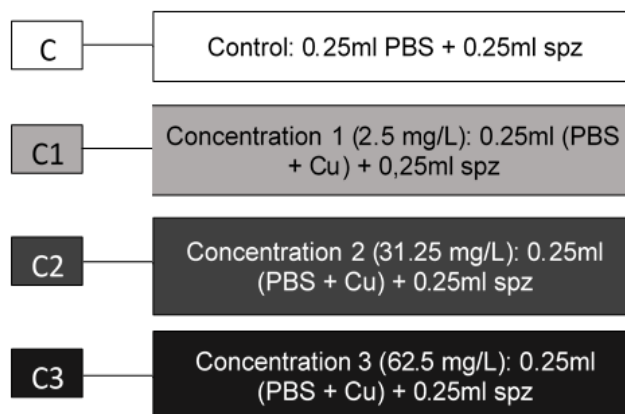 C
Control: 0.25ml PBS + 0.25ml spz
C1
Concentration 1 (2.5 mg/L): 0.25ml (PBS
+ Cu) + 0,25ml spz
C2
Concentration 2 (31.25 mg/L): 0.25ml
(PBS + Cu) + 0.25ml spz
C3
Concentration 3 (62.5 mg/L): 0.25ml
(PBS + Cu) + 0.25ml spz